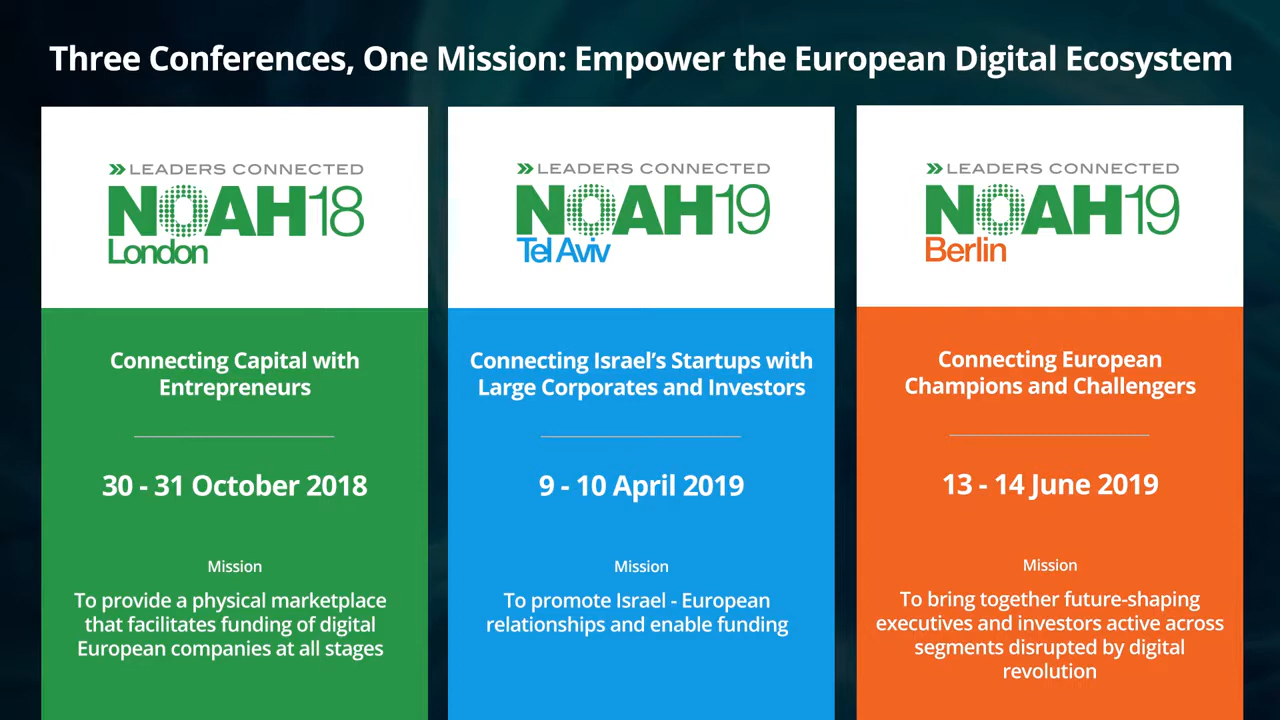 Three Conferences, One Mission: Empower the European Digital Ecosystem
LEADERS CONNECTED
NOAH18
London
Connecting Capital with
Entrepreneurs
30 - 31 October 2018
Mission
To provide a physical marketplace
that facilitates funding of digital
European companies at all stages
LEADERS CONNECTED
NOAH19
Tel Aviv
Connecting Israel's Startups with
Large Corporates and Investors
9 - 10 April 2019
Mission
To promote Israel - European
relationships and enable funding
LEADERS CONNECTED
NOAH19
Berlin
Connecting European
Champions and Challengers
13 - 14 June 2019
Mission
To bring together future-shaping
executives and investors active across
segments disrupted by digital
revolution